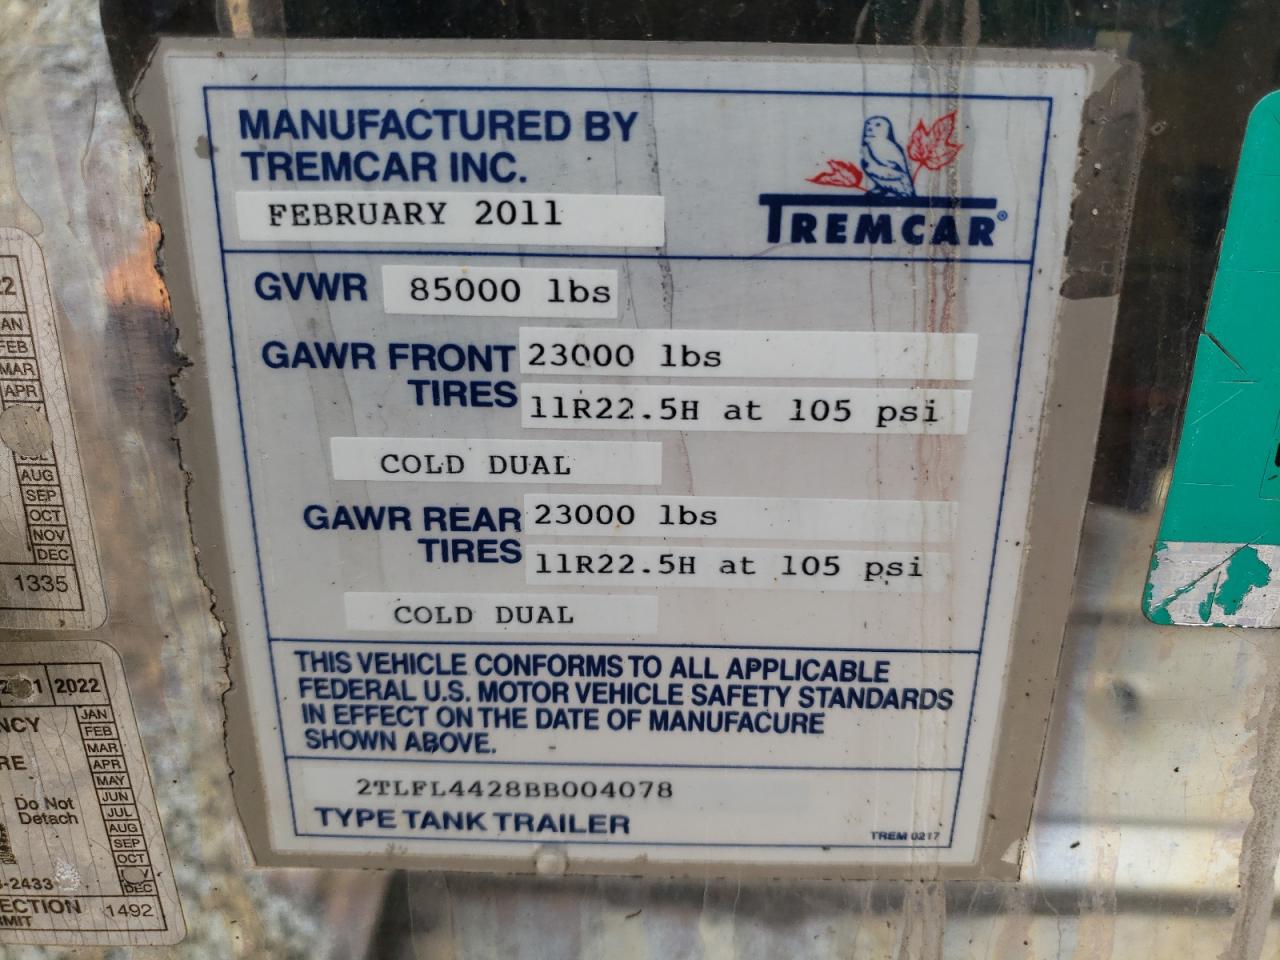 MANUFACTURED BY
TREMCAR INC.
FEBRUARY 2011
TREMCAR®
GVWR 85000 lbs
GAWR FRONT 23000 lbs
TIRES 11R22.5H at 105 psi
COLD DUAL
GAWR REAR 23000 lbs
TIRES 11R22.5H at 105 psi
COLD DUAL
THIS VEHICLE CONFORMS TO ALL APPLICABLE
FEDERAL U.S. MOTOR VEHICLE SAFETY STANDARDS
IN EFFECT ON THE DATE OF MANUFACURE
SHOWN ABOVE.
2TLFL4428BB004078
TYPE TANK TRAILER
TREM 0217
FEB
MAR
APR
AUG
SEP
OCT
NOV
DEC
1335
2022
JAN
FEB
MAR
APR
MAY
JUN
JUL
AUG
SEP
OCT
DEC
Do Not
Detach
-2433
1492